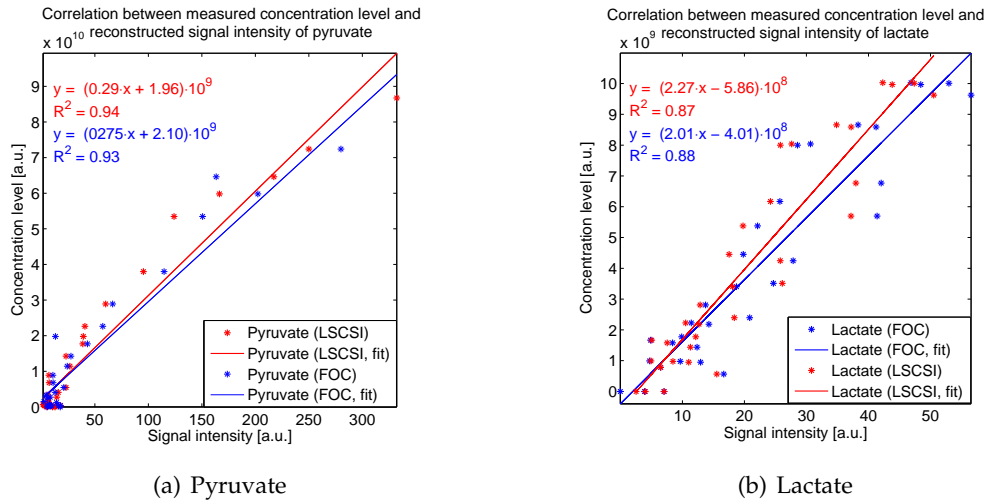 Correlation between measured concentration level and
reconstructed signal intensity of pyruvate
x 10^10
y = (0.29·x + 1.96)·10^9
R^2 = 0.94
y = (0275·x + 2.10)·10^9
R^2 = 0.93
Concentration level [a.u.]
9
8
7
6
5
4
3
2
1
0
50
100
150
200
250
300
Signal intensity [a.u.]
Pyruvate (LSCSI)
Pyruvate (LSCSI, fit)
Pyruvate (FOC)
Pyruvate (FOC, fit)
(a) Pyruvate
Correlation between measured concentration level and
reconstructed signal intensity of lactate
x 10^9
y = (2.27·x − 5.86)·10^8
R^2 = 0.87
y = (2.01·x − 4.01)·10^8
R^2 = 0.88
Concentration level [a.u.]
10
9
8
7
6
5
4
3
2
1
0
10
20
30
40
50
Signal intensity [a.u.]
Lactate (FOC)
Lactate (FOC, fit)
Lactate (LSCSI)
Lactate (LSCSI, fit)
(b) Lactate